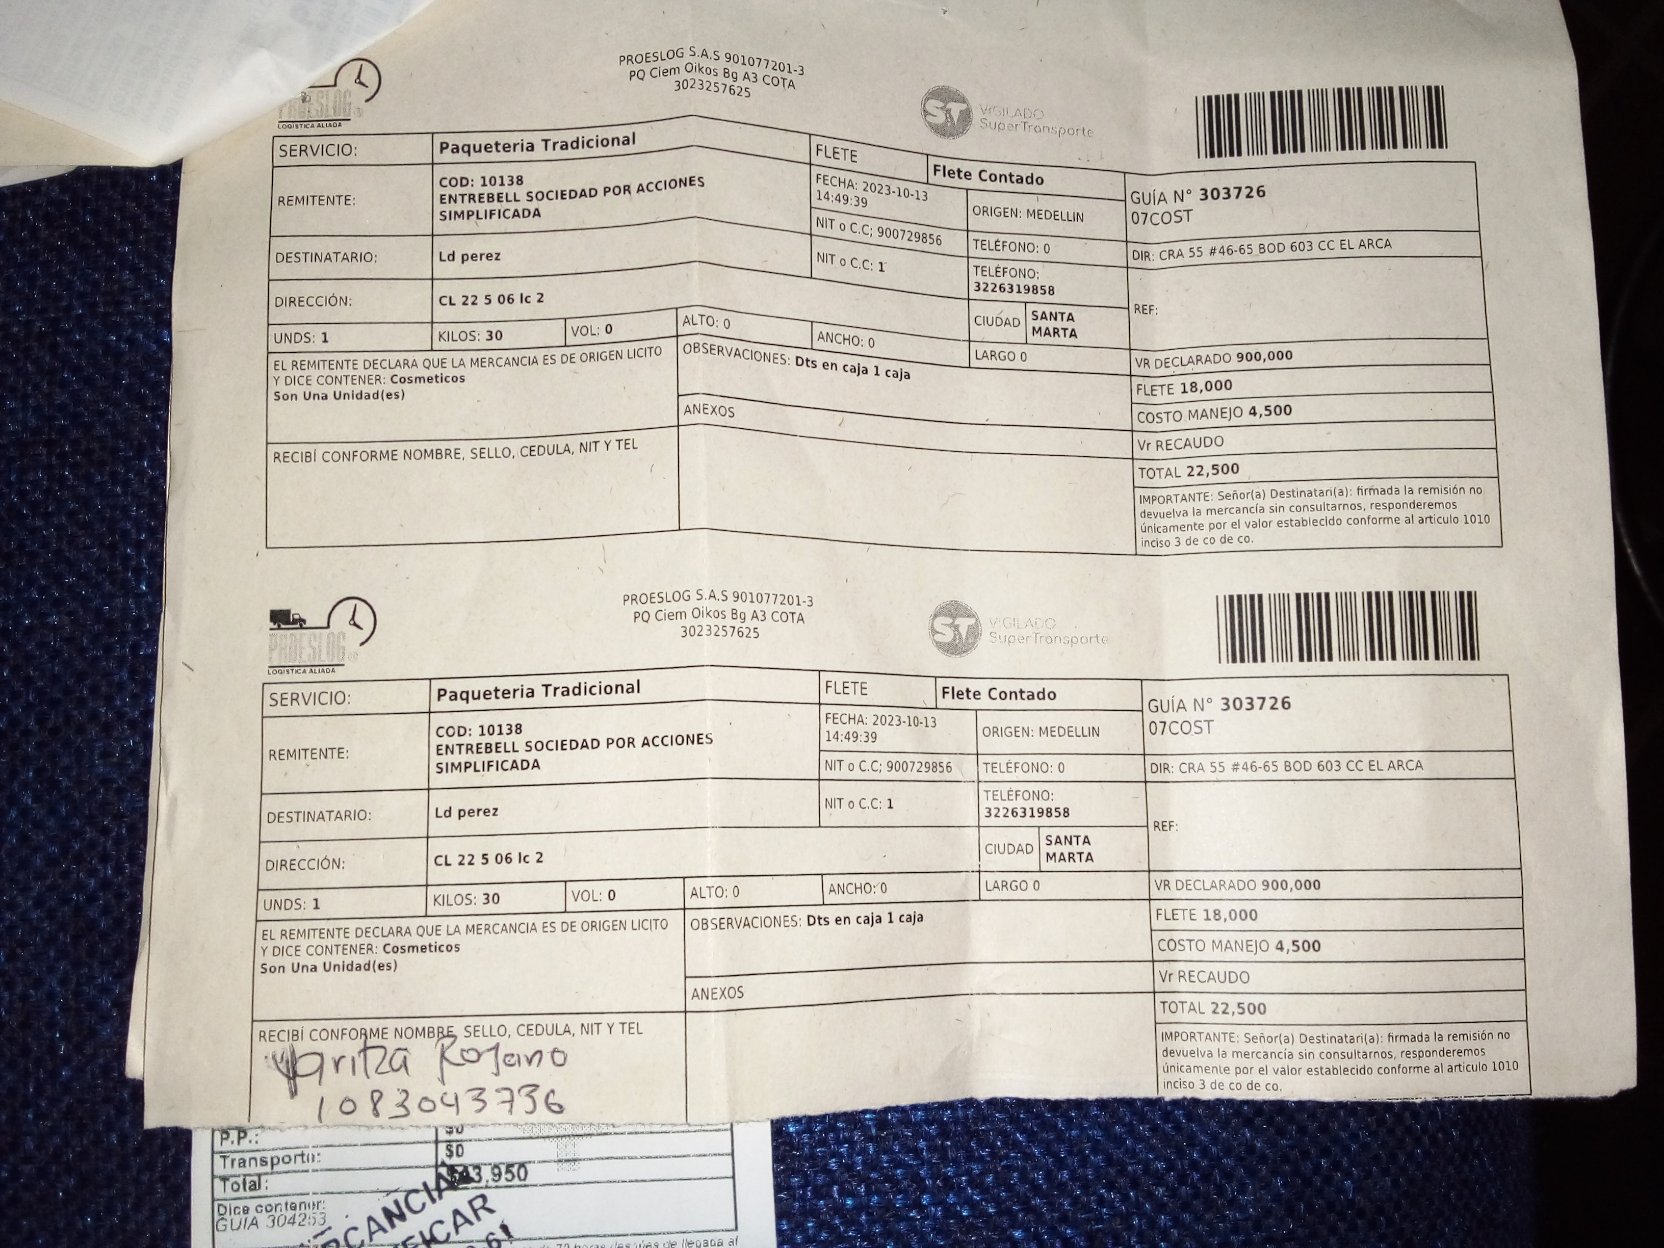 PROESLOG
LOGISTICA ALIADA
PROESLOG S.A.S 901077201-3
PQ Ciem Oikos Bg A3 COTA
3023257625
ST
VIGILADO
SuperTransporte
SERVICIO: Paqueteria Tradicional FLETE Flete Contado
REMITENTE: COD: 10138
ENTREBELL SOCIEDAD POR ACCIONES
SIMPLIFICADA
FECHA: 2023-10-13
14:49:39
ORIGEN: MEDELLIN
GUÍA N° 303726
07COST
NIT o C.C; 900729856 TELÉFONO: 0 DIR: CRA 55 #46-65 BOD 603 CC EL ARCA
DESTINATARIO: Ld perez NIT o C.C: 1 TELÉFONO:
3226319858
REF:
DIRECCIÓN: CL 22 5 06 lc 2 CIUDAD SANTA
MARTA
UNDS: 1 KILOS: 30 VOL: 0 ALTO: 0 ANCHO: 0 LARGO 0 VR DECLARADO 900,000
EL REMITENTE DECLARA QUE LA MERCANCIA ES DE ORIGEN LICITO
Y DICE CONTENER: Cosmeticos
Son Una Unidad(es)
OBSERVACIONES: Dts en caja 1 caja
FLETE 18,000
COSTO MANEJO 4,500
ANEXOS
Vr RECAUDO
RECIBÍ CONFORME NOMBRE, SELLO, CEDULA, NIT Y TEL
TOTAL 22,500
IMPORTANTE: Señor(a) Destinatari(a): firmada la remisión no
devuelva la mercancía sin consultarnos, responderemos
únicamente por el valor establecido conforme al articulo 1010
inciso 3 de co de co.
PROESLOG
LOGISTICA ALIADA
PROESLOG S.A.S 901077201-3
PQ Ciem Oikos Bg A3 COTA
3023257625
ST
VIGILADO
SuperTransporte
SERVICIO: Paqueteria Tradicional FLETE Flete Contado
REMITENTE: COD: 10138
ENTREBELL SOCIEDAD POR ACCIONES
SIMPLIFICADA
FECHA: 2023-10-13
14:49:39
ORIGEN: MEDELLIN
GUÍA N° 303726
07COST
NIT o C.C; 900729856 TELÉFONO: 0 DIR: CRA 55 #46-65 BOD 603 CC EL ARCA
DESTINATARIO: Ld perez NIT o C.C: 1 TELÉFONO:
3226319858
REF:
DIRECCIÓN: CL 22 5 06 lc 2 CIUDAD SANTA
MARTA
UNDS: 1 KILOS: 30 VOL: 0 ALTO: 0 ANCHO: 0 LARGO 0 VR DECLARADO 900,000
EL REMITENTE DECLARA QUE LA MERCANCIA ES DE ORIGEN LICITO
Y DICE CONTENER: Cosmeticos
Son Una Unidad(es)
OBSERVACIONES: Dts en caja 1 caja
FLETE 18,000
COSTO MANEJO 4,500
Vr RECAUDO
ANEXOS
TOTAL 22,500
RECIBÍ CONFORME NOMBRE, SELLO, CEDULA, NIT Y TEL
Yaritza Rojano
1083043736
IMPORTANTE: Señor(a) Destinatari(a): firmada la remisión no
devuelva la mercancía sin consultarnos, responderemos
únicamente por el valor establecido conforme al articulo 1010
inciso 3 de co de co.
P.P.: $0
Transporte: $0
Total: 3,950
Dice contener:
GUIA 304253